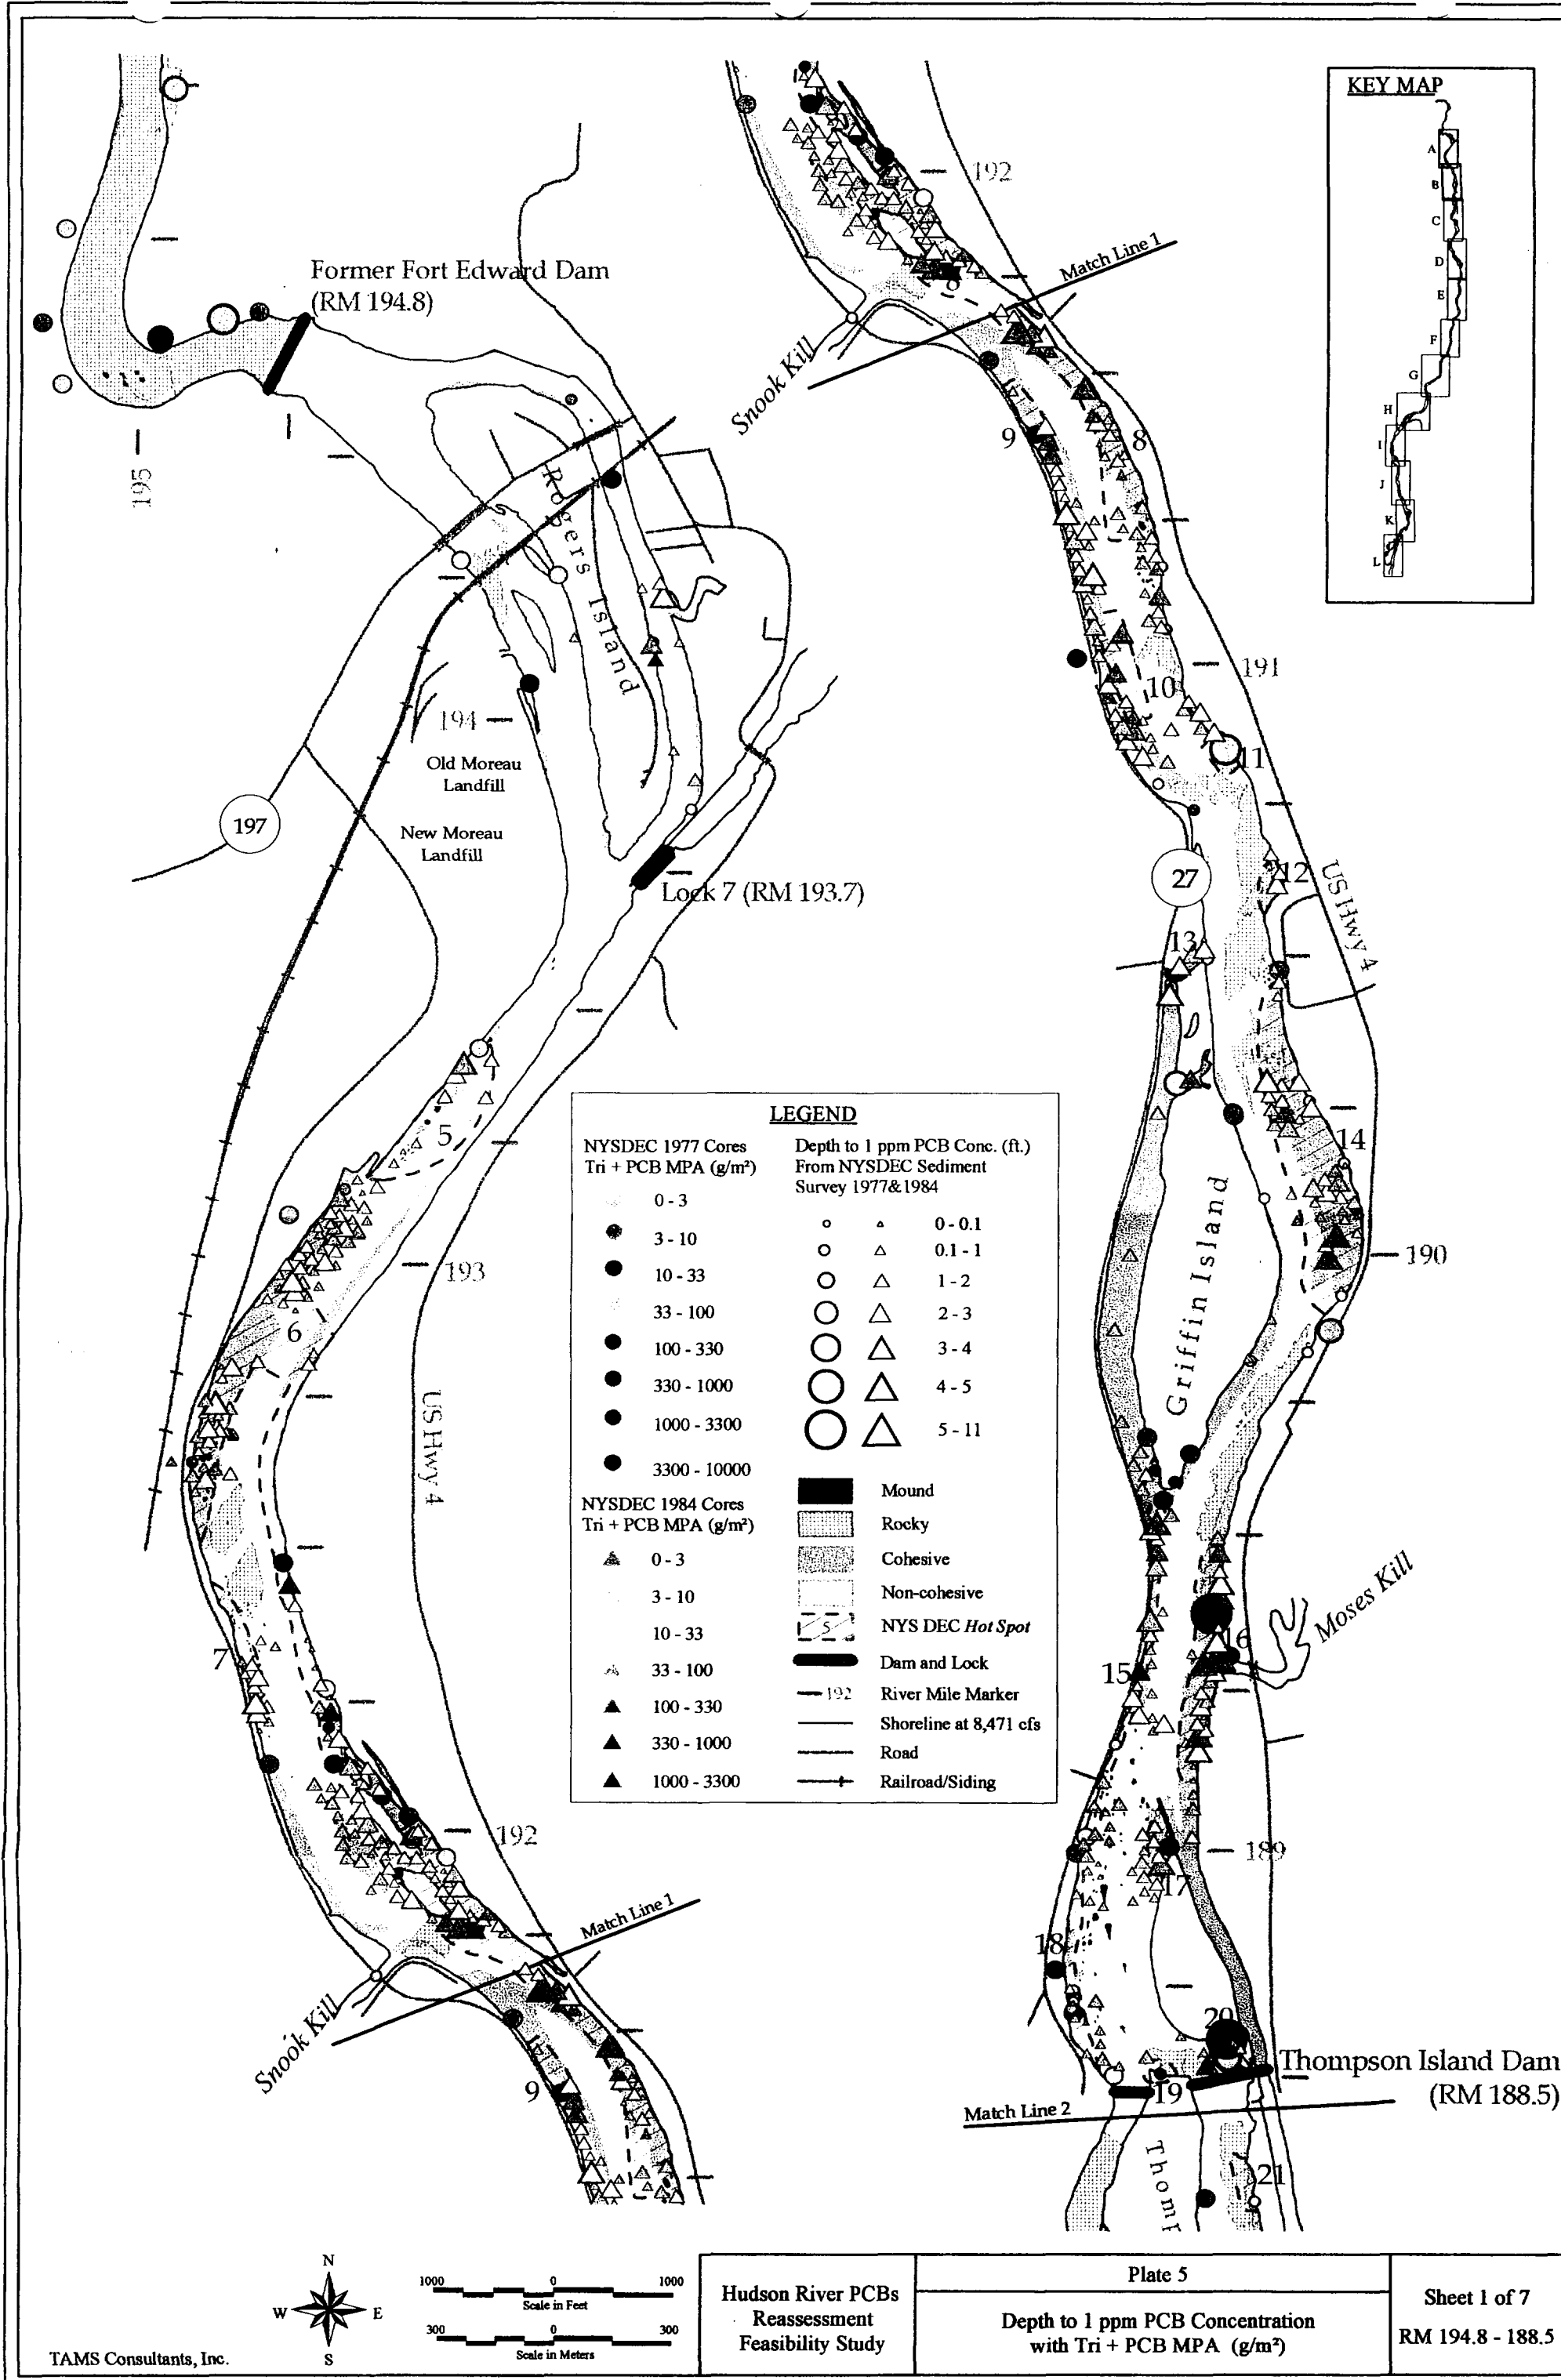 KEY MAP
A
B
C
D
E
F
G
H
I
J
K
L
Former Fort Edward Dam
(RM 194.8)
195
Rogers Island
194
Old Moreau
Landfill
New Moreau
Landfill
197
Lock 7 (RM 193.7)
5
193
6
US Hwy 4
7
192
Match Line 1
Snook Kill
9
192
Match Line 1
Snook Kill
8
9
8
10
191
11
27
12
US Hwy 4
13
14
190
Griffin Island
Moses Kill
16
15
189
17
18
20
Thompson Island Dam
(RM 188.5)
19
Match Line 2
21
LEGEND
NYSDEC 1977 Cores
Tri + PCB MPA (g/m²)
0 - 3
3 - 10
10 - 33
33 - 100
100 - 330
330 - 1000
1000 - 3300
3300 - 10000
NYSDEC 1984 Cores
Tri + PCB MPA (g/m²)
0 - 3
3 - 10
10 - 33
33 - 100
100 - 330
330 - 1000
1000 - 3300
Depth to 1 ppm PCB Conc. (ft.)
From NYSDEC Sediment
Survey 1977&1984
0 - 0.1
0.1 - 1
1 - 2
2 - 3
3 - 4
4 - 5
5 - 11
Mound
Rocky
Cohesive
Non-cohesive
5 NYS DEC Hot Spot
Dam and Lock
192 River Mile Marker
Shoreline at 8,471 cfs
Road
Railroad/Siding
TAMS Consultants, Inc.
N
W E
S
1000 0 1000
Scale in Feet
300 0 300
Scale in Meters
Hudson River PCBs
Reassessment
Feasibility Study
Plate 5
Depth to 1 ppm PCB Concentration
with Tri + PCB MPA (g/m²)
Sheet 1 of 7
RM 194.8 - 188.5